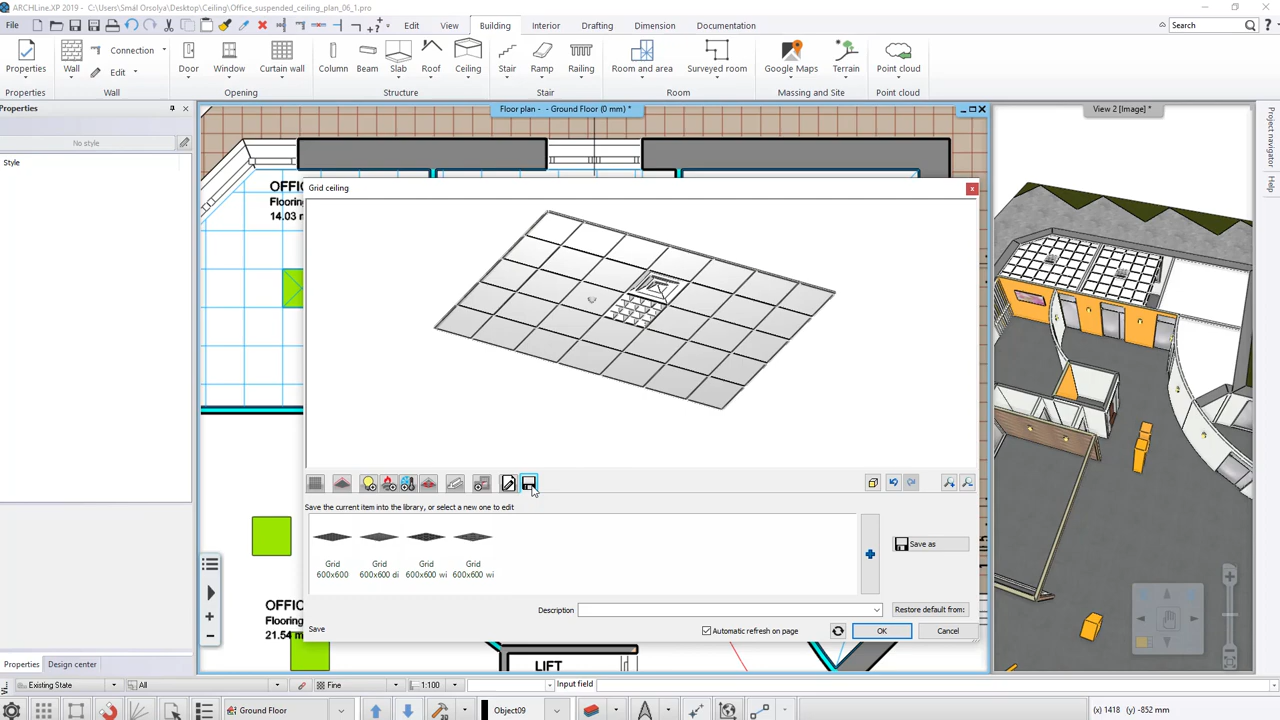 ARCHLine.XP 2019 - C:\Users\Smál Orsolya\Desktop\Ceiling\Office_suspended_ceiling_plan_06_1.pro
File Edit View Building Interior Drafting Dimension Documentation Search
Properties Wall Connection Edit Door Window Curtain wall Column Beam Slab Roof Ceiling Stair Ramp Railing Room and area Surveyed room Google Maps Terrain Point cloud
Properties Wall Opening Structure Stair Room Massing and Site Point cloud
Properties
No style
Style
Floor plan - - Ground Floor (0 mm) *
View 2 [Image] *
Project navigator
Help
Flooring
14.03
Grid ceiling
Save the current item into the library, or select a new one to edit
Grid
600x600
Grid
600x600 di
Grid
600x600 wi
Grid
600x600 wi
Save as
Description
Restore default from:
Save
Automatic refresh on page
OK
Cancel
Flooring
21.54 m
LIFT
Properties Design center
Existing State All Fine 1:100 Input field
Ground Floor Object09 x( 1418 (y) -852 mm